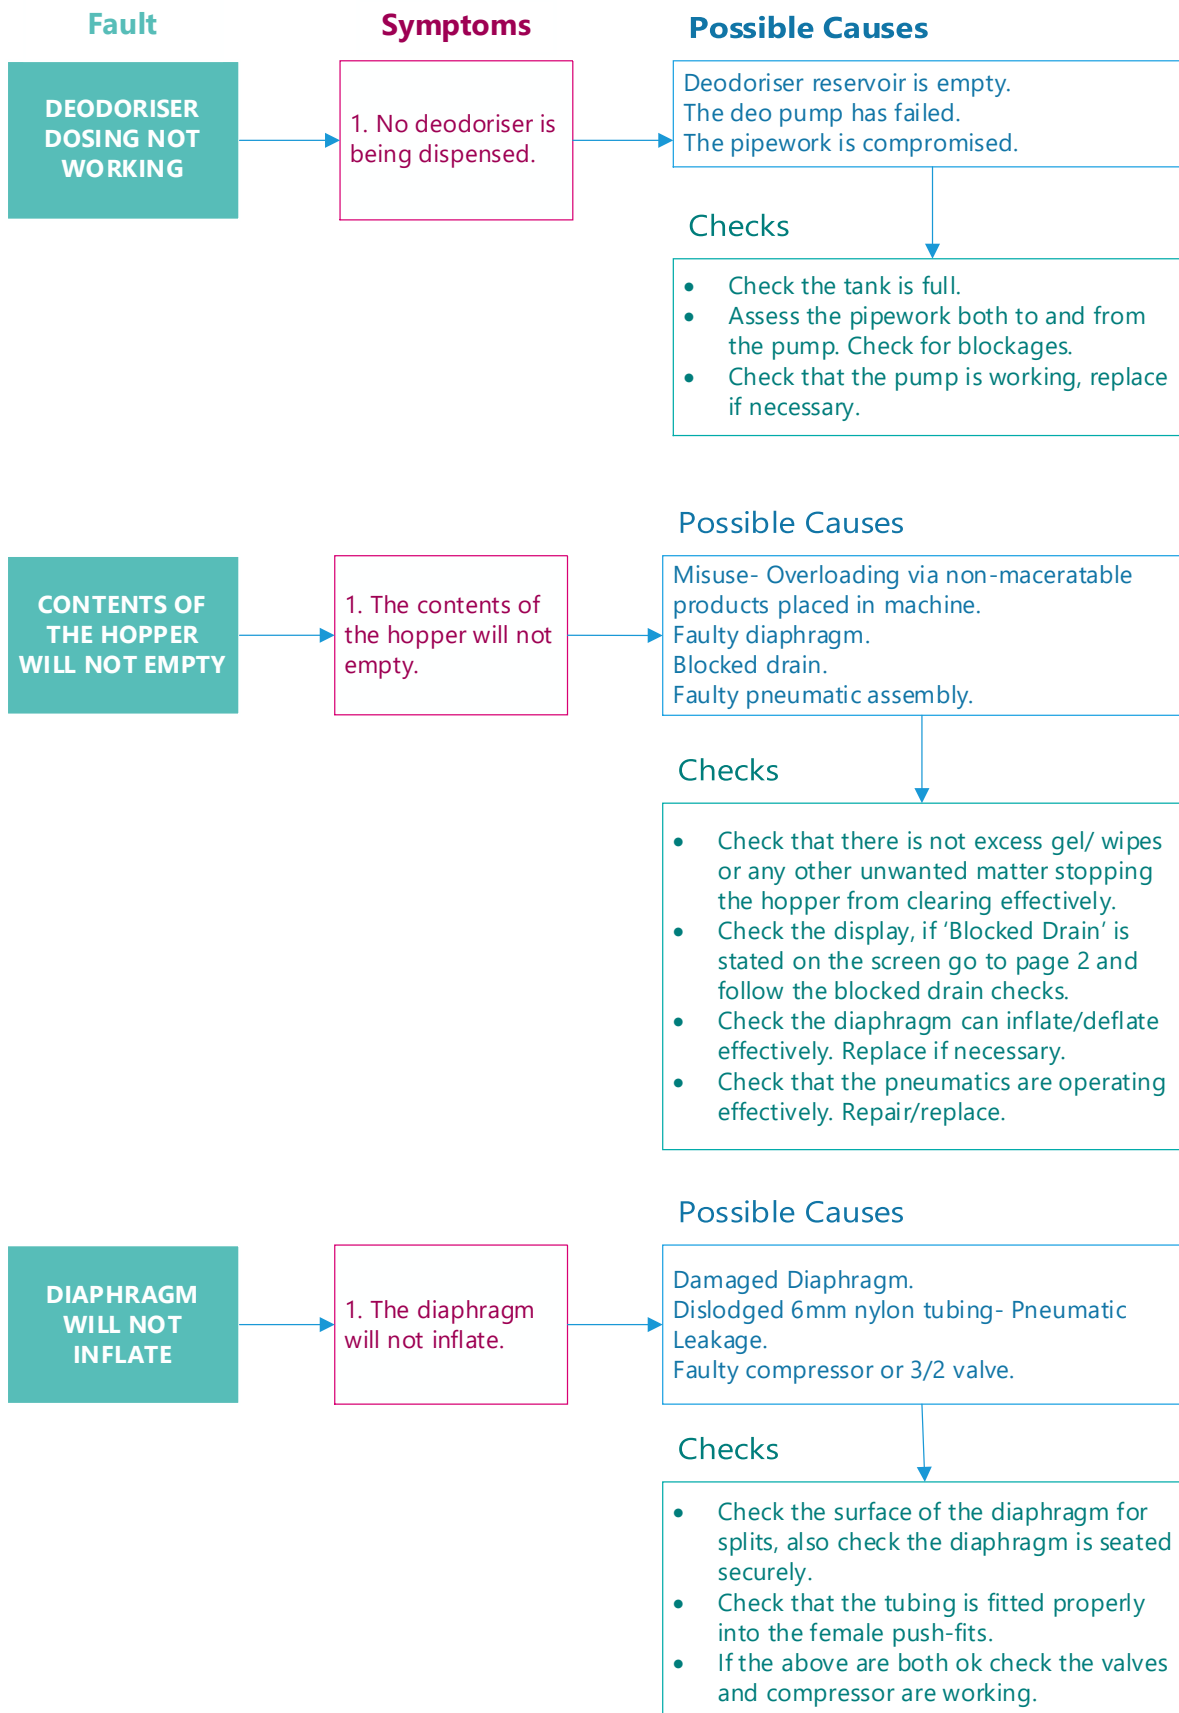 Fault
Symptoms
Possible Causes
DEODORISER
DOSING NOT
WORKING
1. No deodoriser is
being dispensed.
Deodoriser reservoir is empty.
The deo pump has failed.
The pipework is compromised.
Checks
• Check the tank is full.
• Assess the pipework both to and from
the pump. Check for blockages.
• Check that the pump is working, replace
if necessary.
Possible Causes
CONTENTS OF
THE HOPPER
WILL NOT EMPTY
1. The contents of
the hopper will not
empty.
Misuse- Overloading via non-maceratable
products placed in machine.
Faulty diaphragm.
Blocked drain.
Faulty pneumatic assembly.
Checks
• Check that there is not excess gel/ wipes
or any other unwanted matter stopping
the hopper from clearing effectively.
• Check the display, if ‘Blocked Drain’ is
stated on the screen go to page 2 and
follow the blocked drain checks.
• Check the diaphragm can inflate/deflate
effectively. Replace if necessary.
• Check that the pneumatics are operating
effectively. Repair/replace.
Possible Causes
DIAPHRAGM
WILL NOT
INFLATE
1. The diaphragm
will not inflate.
Damaged Diaphragm.
Dislodged 6mm nylon tubing- Pneumatic
Leakage.
Faulty compressor or 3/2 valve.
Checks
• Check the surface of the diaphragm for
splits, also check the diaphragm is seated
securely.
• Check that the tubing is fitted properly
into the female push-fits.
• If the above are both ok check the valves
and compressor are working.